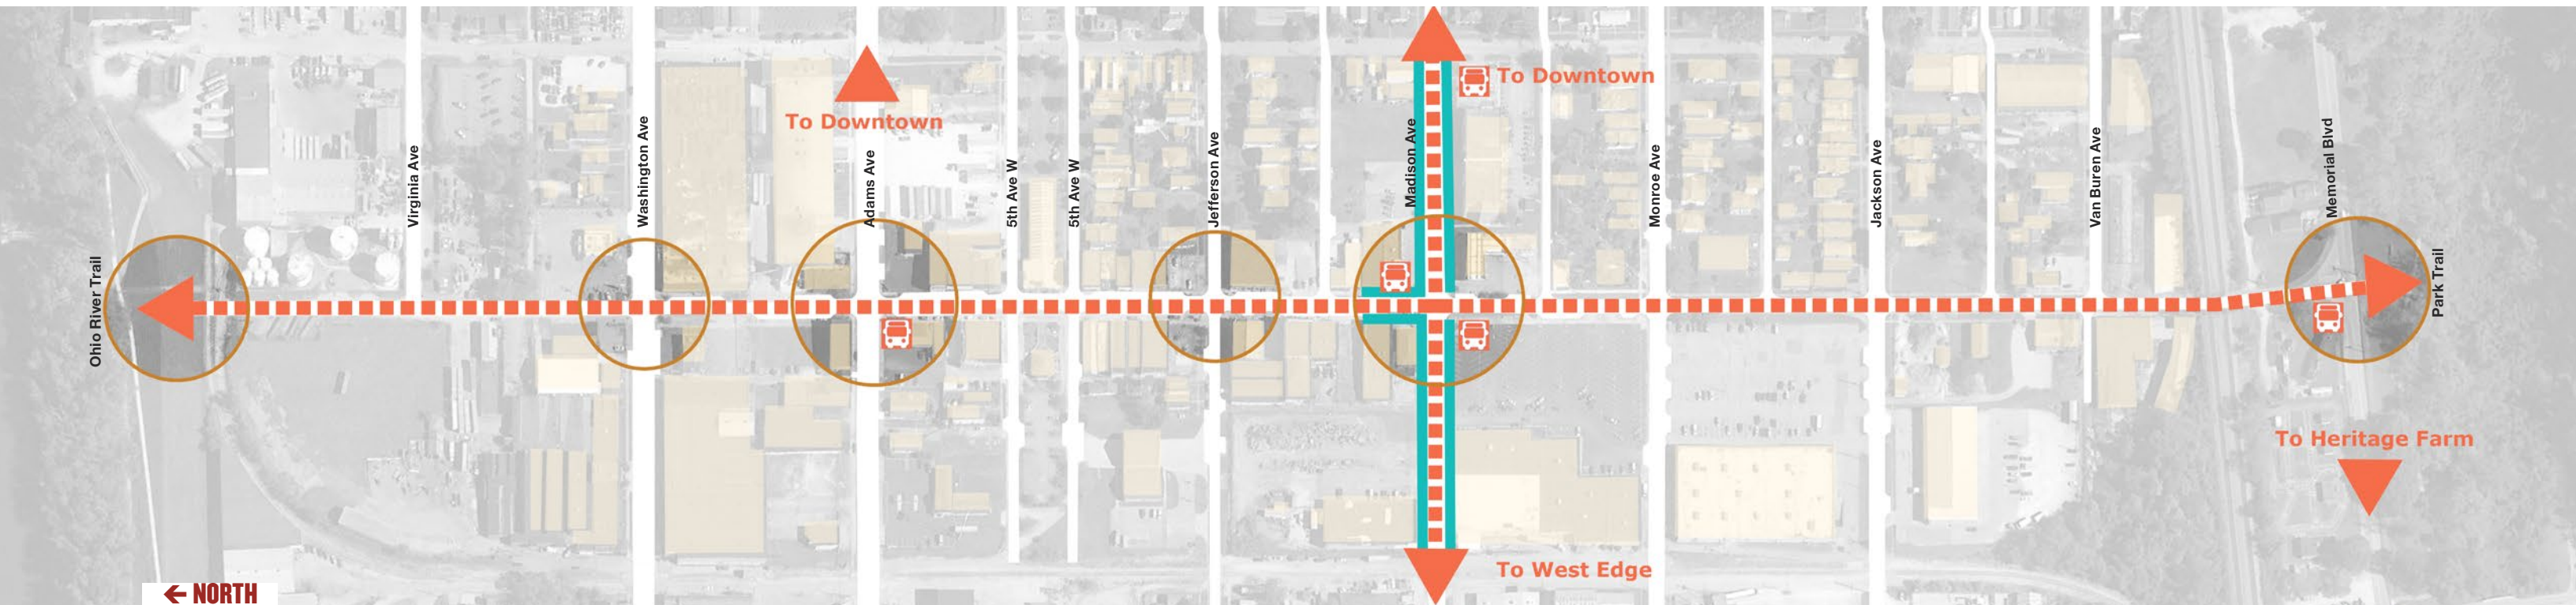 To Downtown
To Downtown
Virginia Ave
Washington Ave
Adams Ave
5th Ave W
5th Ave W
Jefferson Ave
Madison Ave
Monroe Ave
Jackson Ave
Van Buren Ave
Memorial Blvd
Ohio River Trail
Park Trail
To Heritage Farm
To West Edge
← NORTH